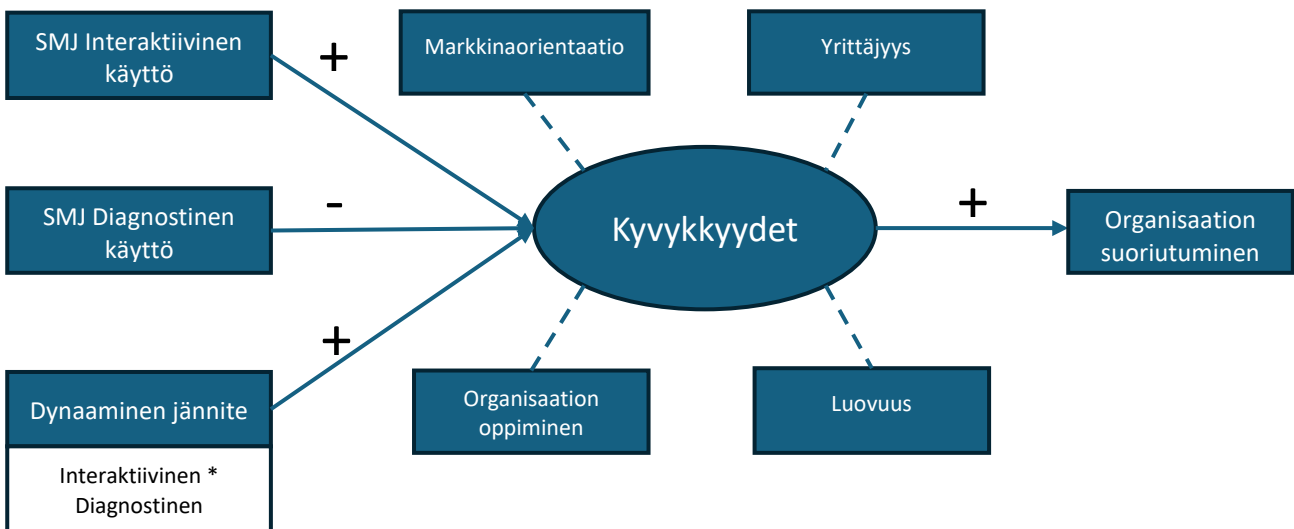 SMJ Interaktiivinen
käyttö
+
Markkinaorientaatio
Yrittäjyys
SMJ Diagnostinen
käyttö
-
Kyvykkyydet
+
Organisaation
suoriutuminen
+
Dynaaminen jännite
Interaktiivinen *
Diagnostinen
Organisaation
oppiminen
Luovuus